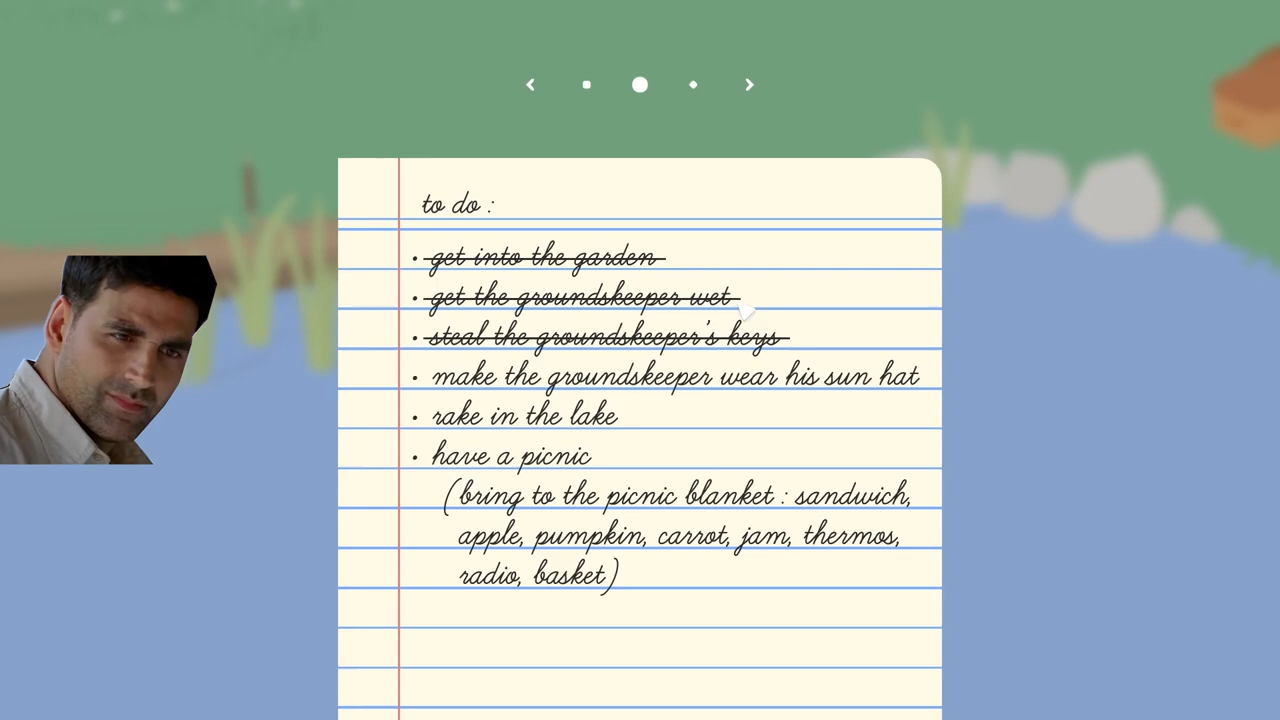 to do :
• get into the garden
• get the groundskeeper wet
• steal the groundskeeper's keys
• make the groundskeeper wear his sun hat
• rake in the lake
• have a picnic
(bring to the picnic blanket : sandwich,
apple, pumpkin, carrot, jam, thermos,
radio, basket)